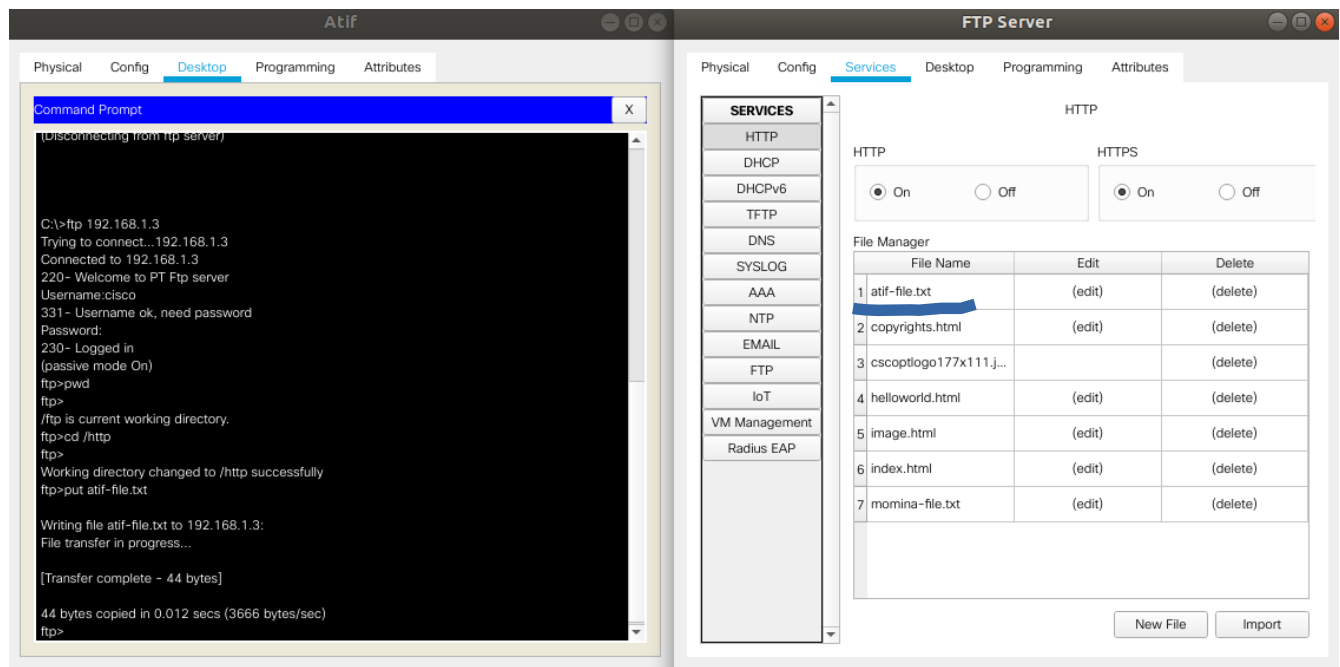 Atif
Physical Config Desktop Programming Attributes
Command Prompt X
(Disconnecting from ftp server)
C:\>ftp 192.168.1.3
Trying to connect...192.168.1.3
Connected to 192.168.1.3
220- Welcome to PT Ftp server
Username:cisco
331- Username ok, need password
Password:
230- Logged in
(passive mode On)
ftp>pwd
ftp>
/ftp is current working directory.
ftp>cd /http
ftp>
Working directory changed to /http successfully
ftp>put atif-file.txt
Writing file atif-file.txt to 192.168.1.3:
File transfer in progress...
[Transfer complete - 44 bytes]
44 bytes copied in 0.012 secs (3666 bytes/sec)
ftp>
FTP Server
Physical Config Services Desktop Programming Attributes
SERVICES
HTTP
DHCP
DHCPv6
TFTP
DNS
SYSLOG
AAA
NTP
EMAIL
FTP
IoT
VM Management
Radius EAP
HTTP
HTTP HTTPS
On Off On Off
File Manager
File Name Edit Delete
1 atif-file.txt (edit) (delete)
2 copyrights.html (edit) (delete)
3 cscoptlogo177x111.j... (delete)
4 helloworld.html (edit) (delete)
5 image.html (edit) (delete)
6 index.html (edit) (delete)
7 momina-file.txt (edit) (delete)
New File Import